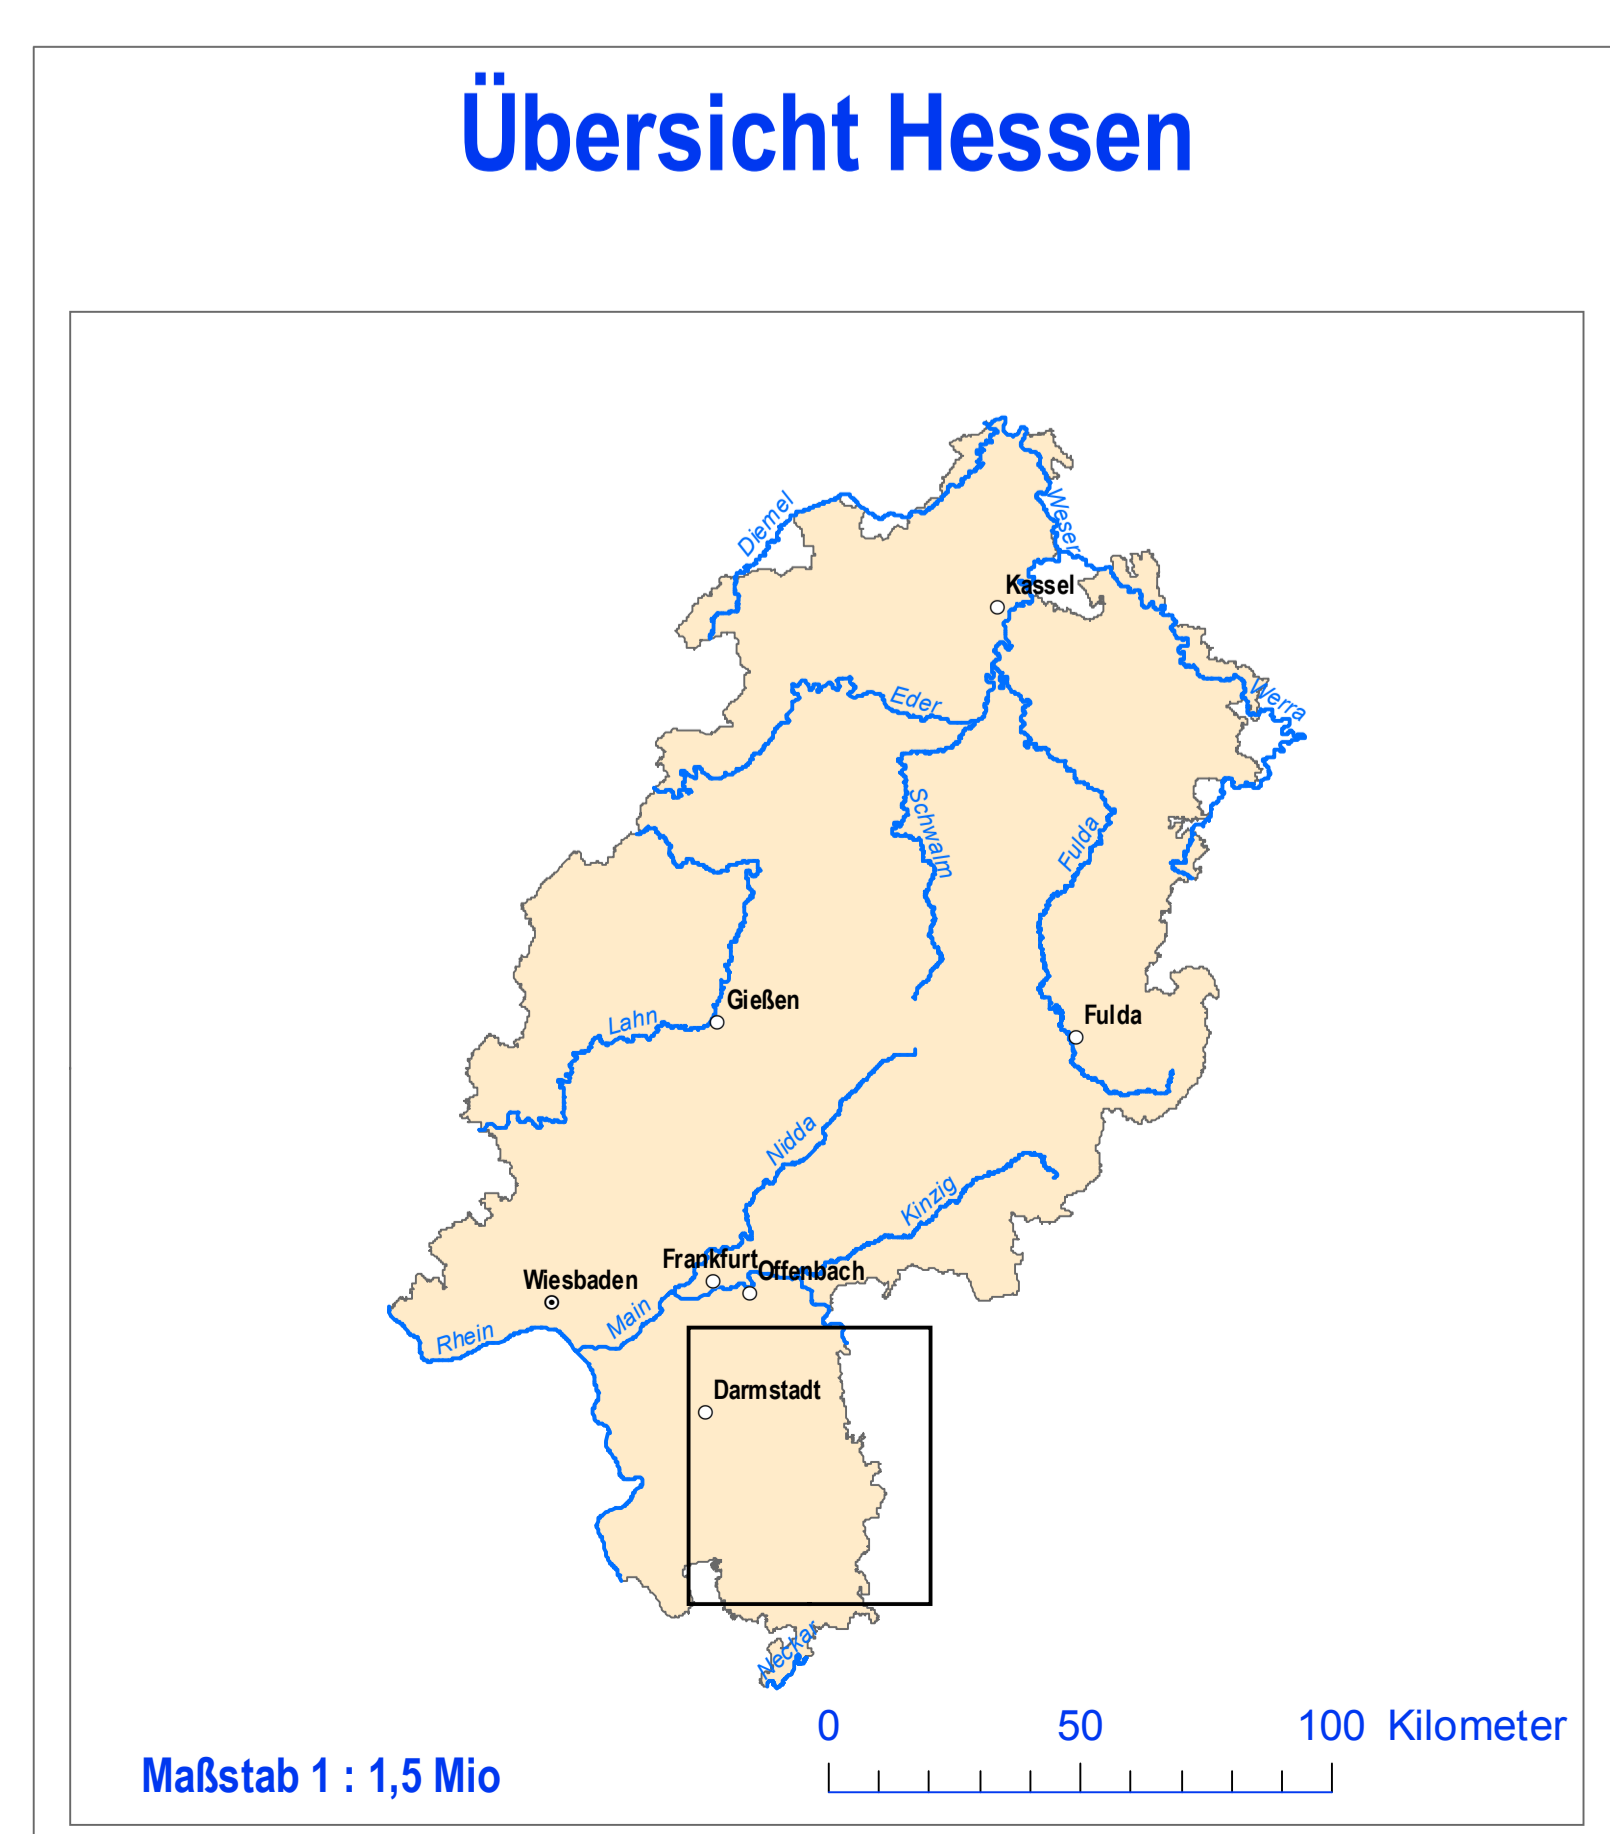 Übersicht Hessen
Diemel
Weser
Kassel
Werra
Eder
Schwalm
Fulda
Gießen
Lahn
Fulda
Nidda
Kinzig
Frankfurt
Offenbach
Wiesbaden
Main
Rhein
Darmstadt
Neckar
0 50 100 Kilometer
Maßstab 1 : 1,5 Mio